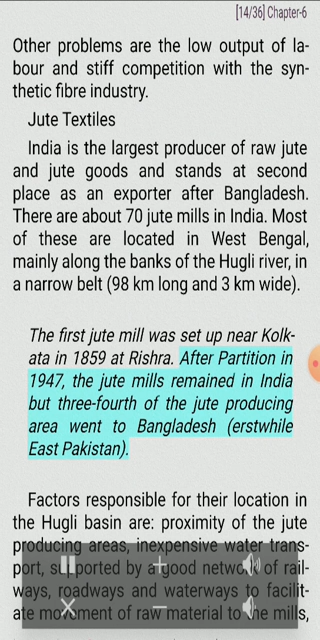 [14/36] Chapter-6
Other problems are the low output of la-
bour and stiff competition with the syn-
thetic fibre industry.
Jute Textiles
India is the largest producer of raw jute
and jute goods and stands at second
place as an exporter after Bangladesh.
There are about 70 jute mills in India. Most
of these are located in West Bengal,
mainly along the banks of the Hugli river, in
a narrow belt (98 km long and 3 km wide).
The first jute mill was set up near Kolk-
ata in 1859 at Rishra. After Partition in
1947, the jute mills remained in India
but three-fourth of the jute producing
area went to Bangladesh (erstwhile
East Pakistan).
Factors responsible for their location in
the Hugli basin are: proximity of the jute
producing areas, inexpensive water trans-
port, supported by a good network of rail-
ways, roadways and waterways to facilit-
ate movement of raw material to the mills,